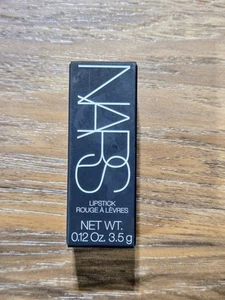 NARS
LIPSTICK
ROUGE À LÈVRES
NET WT.
0.12 Oz. 3.5 g